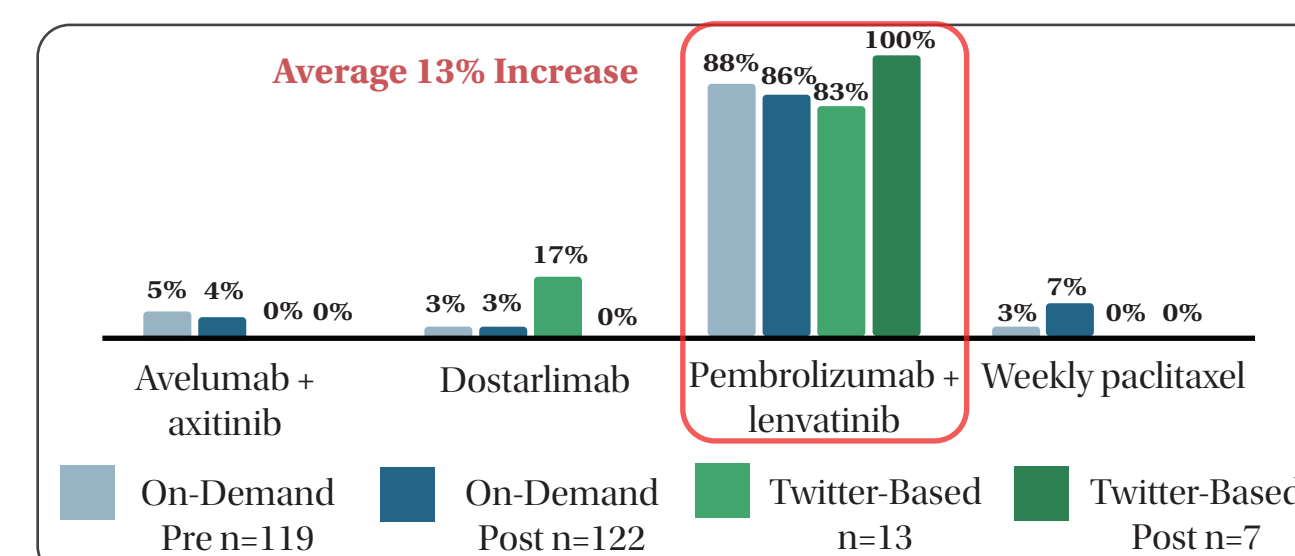 Average 13% Increase
88% 86% 83% 100%
5% 4% 0% 0%
3% 3% 17% 0%
3% 7% 0% 0%
Avelumab +
axitinib
Dostarlimab
Pembrolizumab +
lenvatinib
Weekly paclitaxel
On-Demand
Pre n=119
On-Demand
Post n=122
Twitter-Based
n=13
Twitter-Based
Post n=7